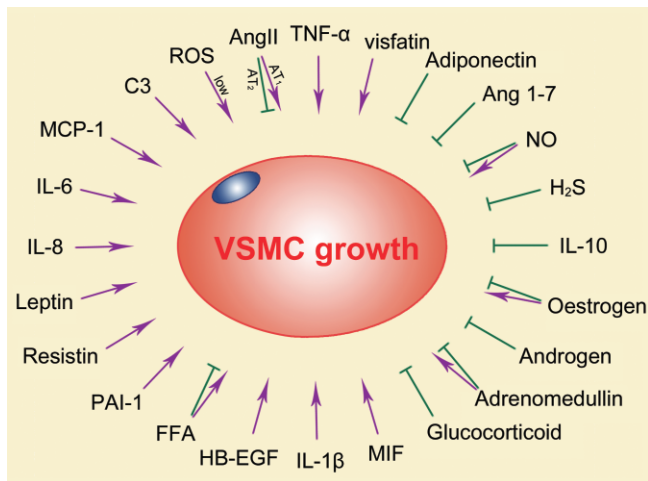 AngII
TNF-α
visfatin
ROS
low
AT₁
AT₂
Adiponectin
C3
Ang 1-7
MCP-1
NO
IL-6
H₂S
VSMC growth
IL-8
IL-10
Leptin
Oestrogen
Resistin
Androgen
PAI-1
Adrenomedullin
FFA
Glucocorticoid
HB-EGF
IL-1β
MIF